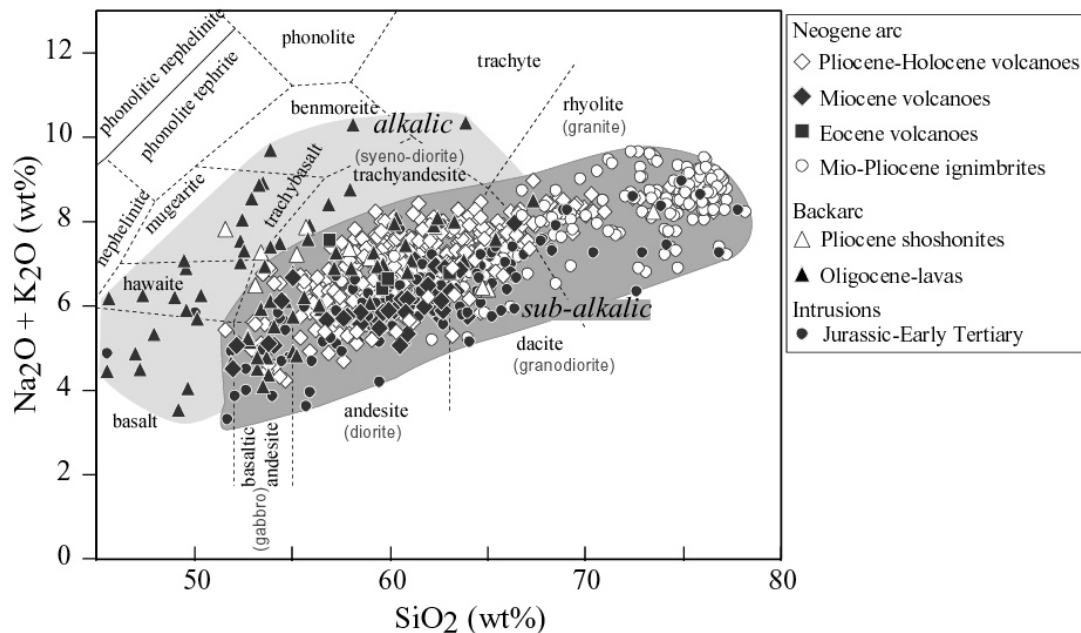 12
10
8
6
4
2
0
Na2O + K2O (wt%)
50
60
70
80
SiO2 (wt%)
phonolitic nephelinite
phonolite tephrite
phonolite
trachyte
benmoreite
alkalic
(syeno-diorite)
trachyandesite
rhyolite
(granite)
nephelinite
mugearite
trachybasalt
hawaite
sub-alkalic
dacite
(granodiorite)
andesite
(diorite)
basalt
basaltic
andesite
(gabbro)
Neogene arc
Pliocene-Holocene volcanoes
Miocene volcanoes
Eocene volcanoes
Mio-Pliocene ignimbrites
Backarc
Pliocene shoshonites
Oligocene-lavas
Intrusions
Jurassic-Early Tertiary